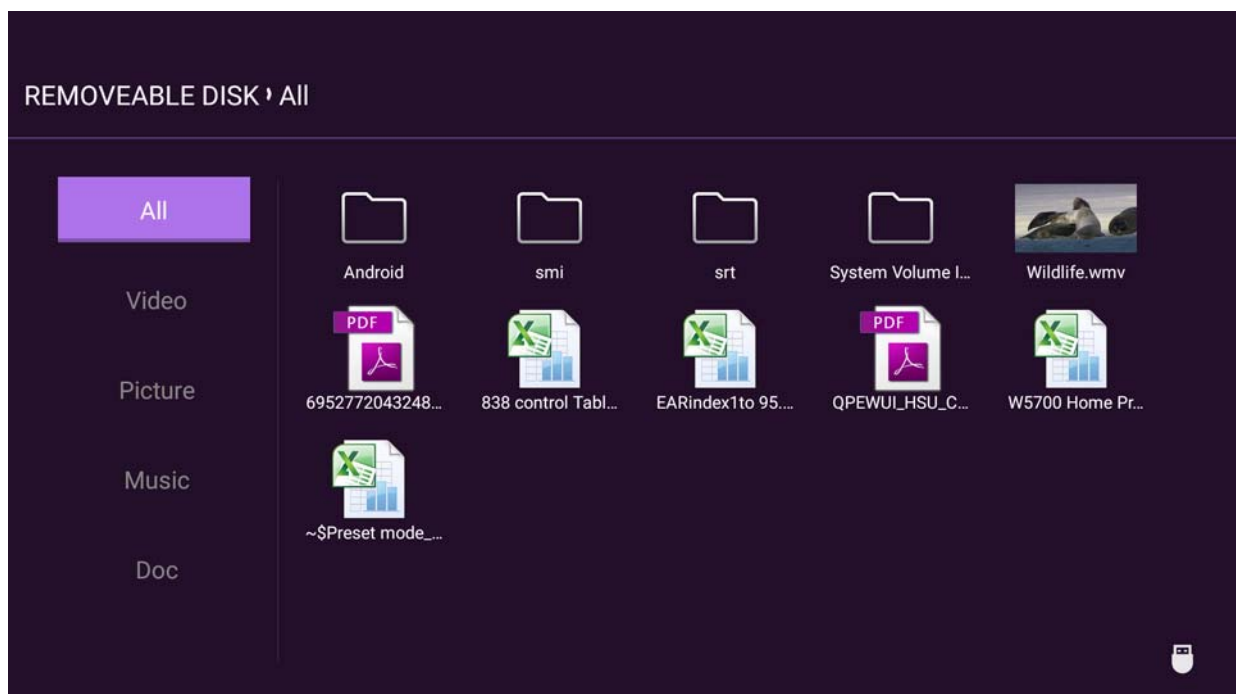 REMOVEABLE DISK › All
All
Video
Picture
Music
Doc
Android
smi
srt
System Volume I...
Wildlife.wmv
PDF
PDF
6952772043248...
838 control Tabl...
EARindex1to 95....
QPEWUI_HSU_C...
W5700 Home Pr...
~$Preset mode_...